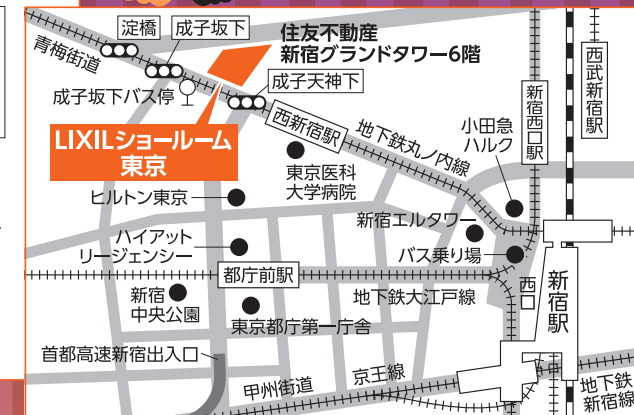 淀橋
成子坂下
青梅街道
住友不動産
新宿グランドタワー6階
成子坂下バス停
成子天神下
LIXILショールーム
東京
西新宿駅
地下鉄丸ノ内線
新宿西口駅
西武新宿駅
小田急
ハルク
東京医科
大学病院
ヒルトン東京
新宿エルタワー
ハイアット
リージェンシー
バス乗り場
都庁前駅
新宿
中央公園
地下鉄大江戸線
西口
新宿駅
東京都庁第一庁舎
首都高速新宿出入口
甲州街道
京王線
地下鉄
新宿線